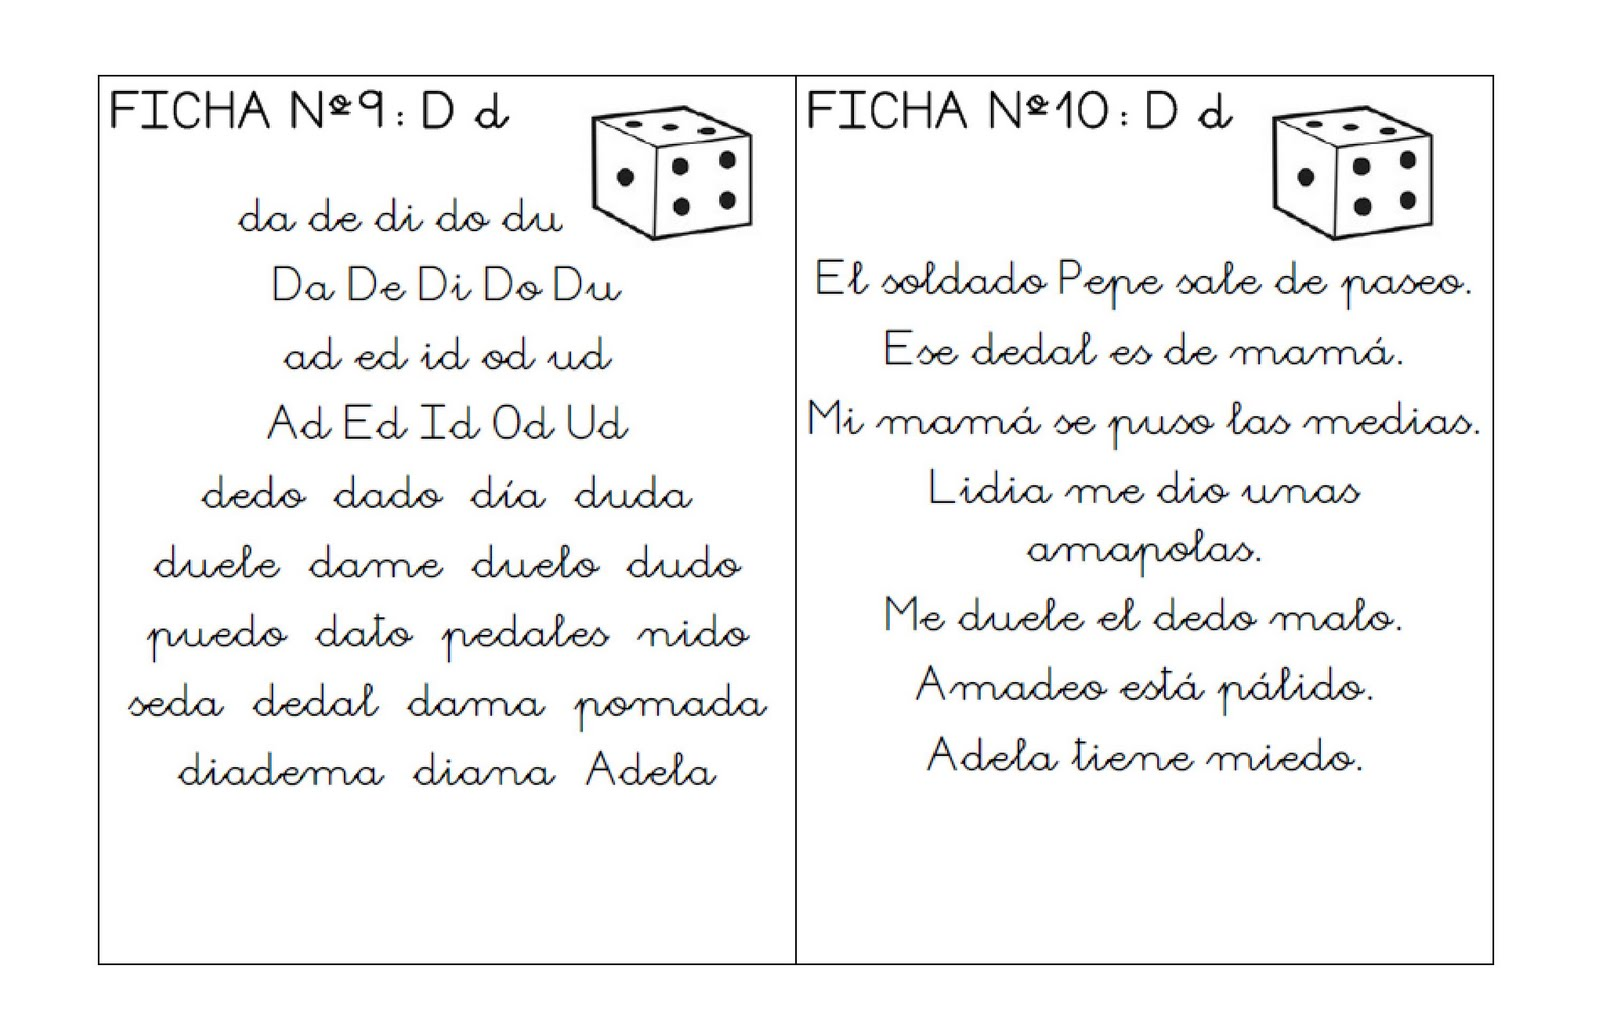 FICHA Nº9: D d
da de di do du
Da De Di Do Du
ad ed id od ud
Ad Ed Id Od Ud
dedo dado día duda
duele dame duelo dudo
puedo dato pedales nido
seda dedal dama pomada
diadema diana Adela
FICHA Nº10: D d
El soldado Pepe sale de paseo.
Ese dedal es de mamá.
Mi mamá se puso las medias.
Lidia me dio unas
amapolas.
Me duele el dedo malo.
Amadeo está pálido.
Adela tiene miedo.